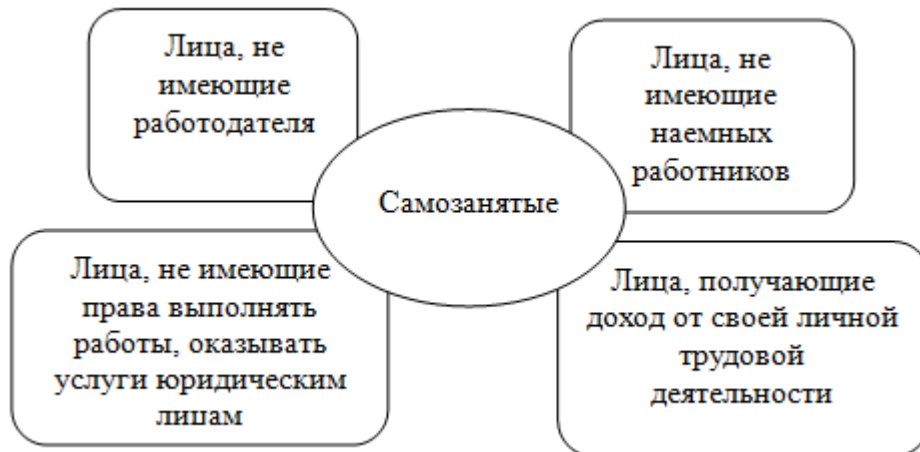 Лица, не
имеющие
работодателя
Лица, не
имеющие
наемных
работников
Самозанятые
Лица, не имеющие
права выполнять
работы, оказывать
услуги юридическим
лицам
Лица, получающие
доход от своей личной
трудовой
деятельности